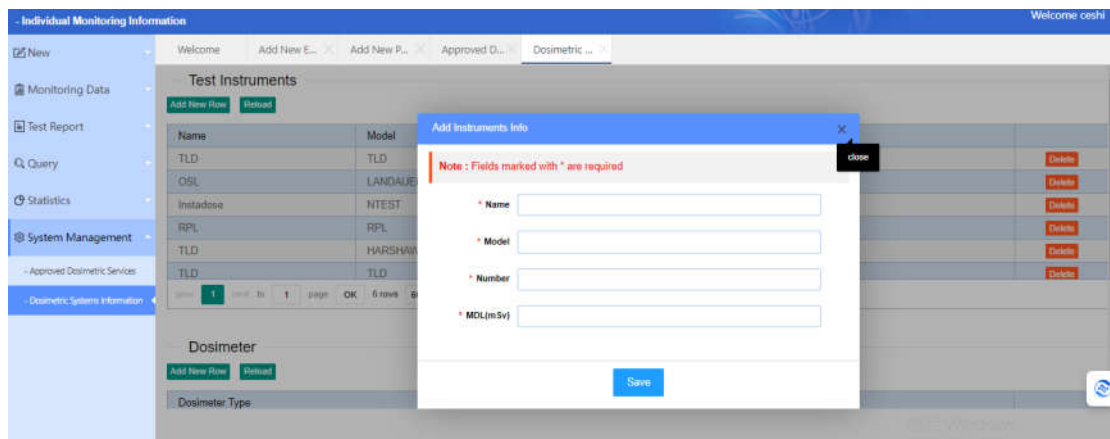 - Individual Monitoring Information
Welcome ceshi
New
Welcome
Add New E...
Add New P...
Approved D...
Dosimetric ...
Test Instruments
Monitoring Data
Add New Row
Reload
Add Instruments Info
Test Report
Name
Model
close
TLD
TLD
Note : Fields marked with * are required
Delete
Query
OSL
LANDAUE
Delete
Statistics
Instadose
NTEST
* Name
Delete
System Management
RPL
RPL
Delete
TLD
HARSHAW
* Model
Delete
- Approved Dosimetric Services
TLD
TLD
* Number
Delete
- Dosimetric Systems Information
prev
1
next
to
1
page
OK
6 rows
* MDL(mSv)
Dosimeter
Add New Row
Reload
Save
Dosimeter Type